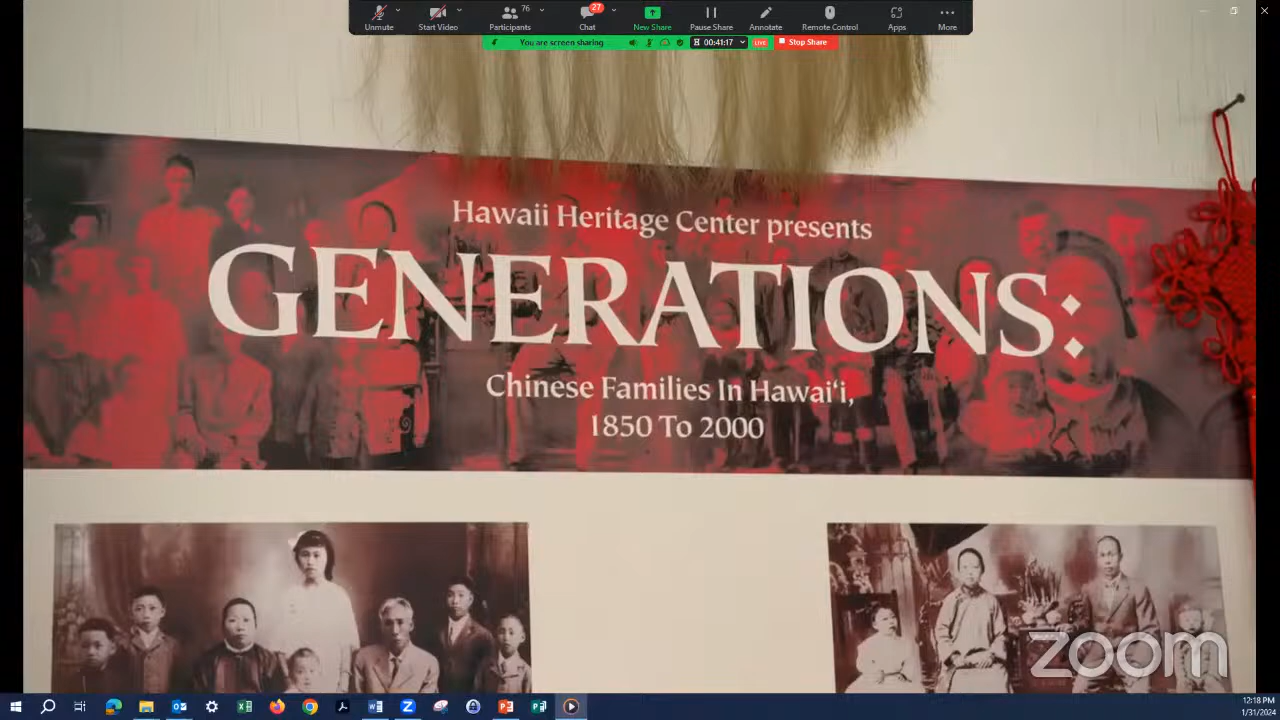 76
27
Unmute
Start Video
Participants
Chat
New Share
Pause Share
Annotate
Remote Control
Apps
More
You are screen sharing
00:41:17
LIVE
Stop Share
Hawaii Heritage Center presents
GENERATIONS:
Chinese Families In Hawaiʻi,
1850 To 2000
zoom
12:18 PM
1/31/2024